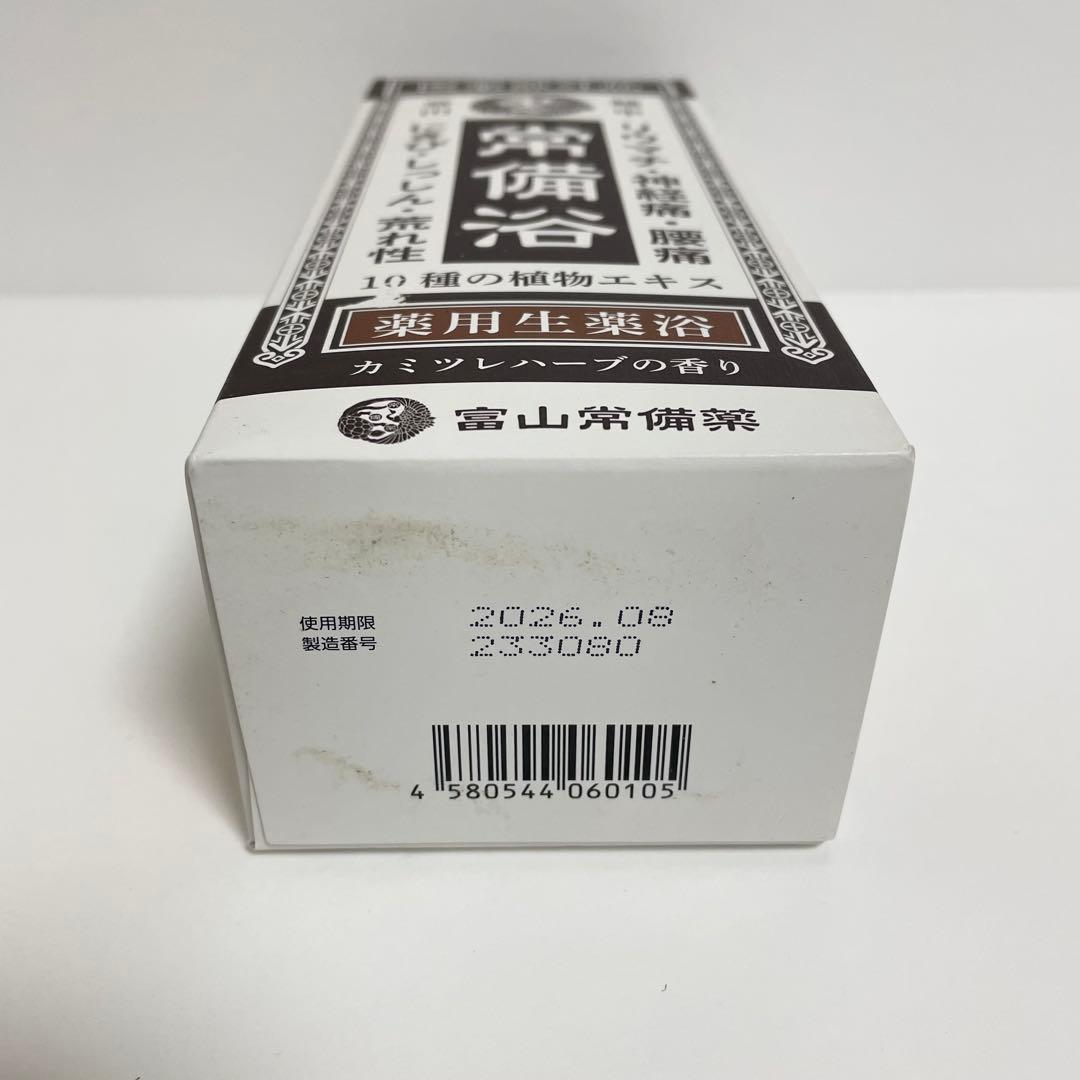 常備浴
リウマチ・神経痛・腰痛
にきび・しっしん・荒れ性
10種の植物エキス
薬用生薬浴
カミツレハーブの香り
富山常備薬
使用期限 2026.08
製造番号 233080
4 580544 060105